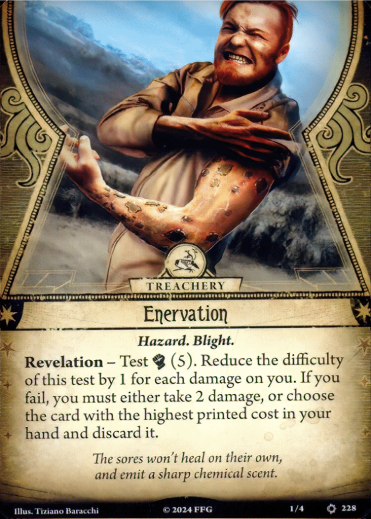 TREACHERY
Enervation
Hazard. Blight.
Revelation – Test (5). Reduce the difficulty
of this test by 1 for each damage on you. If you
fail, you must either take 2 damage, or choose
the card with the highest printed cost in your
hand and discard it.
The sores won't heal on their own,
and emit a sharp chemical scent.
Illus. Tiziano Baracchi © 2024 FFG 1/4 228